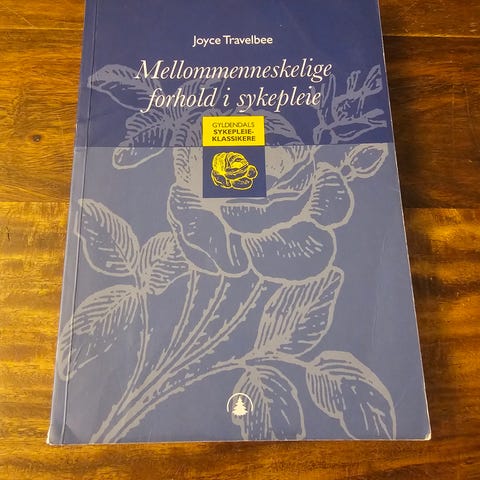 Joyce Travelbee
Mellommenneskelige
forhold i sykepleie
GYLDENDALS
SYKEPLEIE-
KLASSIKERE